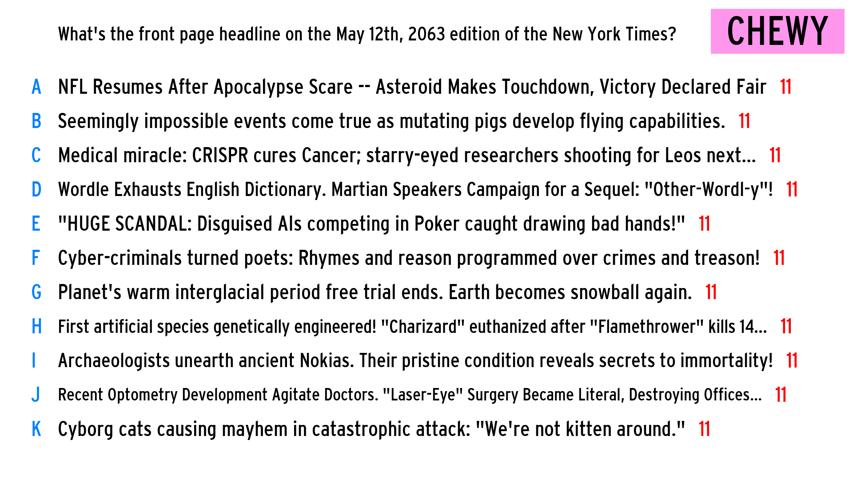 What's the front page headline on the May 12th, 2063 edition of the New York Times?
CHEWY
A NFL Resumes After Apocalypse Scare -- Asteroid Makes Touchdown, Victory Declared Fair 11
B Seemingly impossible events come true as mutating pigs develop flying capabilities. 11
C Medical miracle: CRISPR cures Cancer; starry-eyed researchers shooting for Leos next... 11
D Wordle Exhausts English Dictionary. Martian Speakers Campaign for a Sequel: "Other-Wordl-y"! 11
E "HUGE SCANDAL: Disguised AIs competing in Poker caught drawing bad hands!" 11
F Cyber-criminals turned poets: Rhymes and reason programmed over crimes and treason! 11
G Planet's warm interglacial period free trial ends. Earth becomes snowball again. 11
H First artificial species genetically engineered! "Charizard" euthanized after "Flamethrower" kills 14... 11
I Archaeologists unearth ancient Nokias. Their pristine condition reveals secrets to immortality! 11
J Recent Optometry Development Agitate Doctors. "Laser-Eye" Surgery Became Literal, Destroying Offices... 11
K Cyborg cats causing mayhem in catastrophic attack: "We're not kitten around." 11